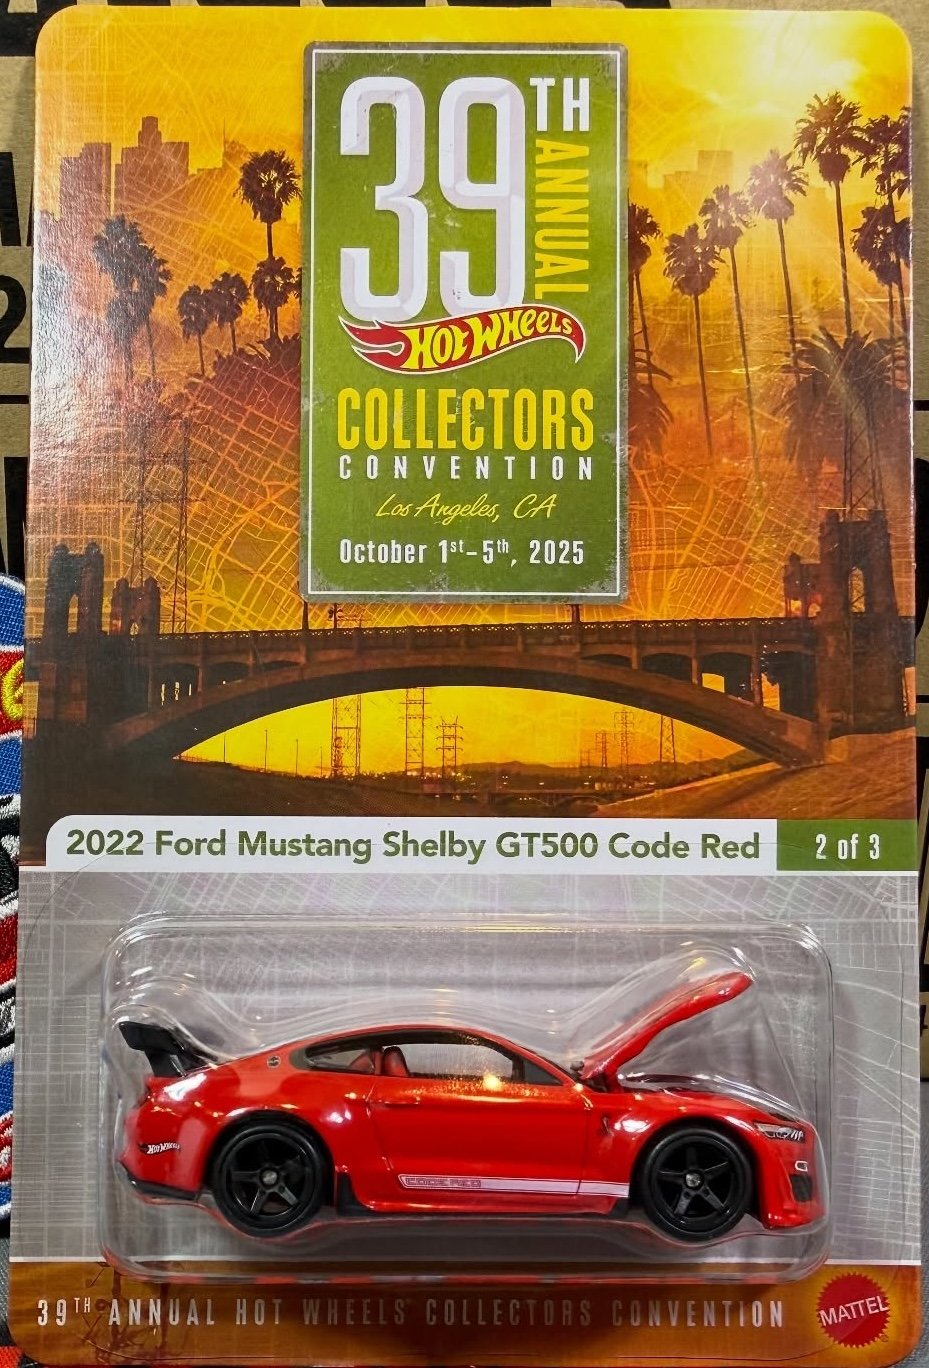 39TH
ANNUAL
Hot Wheels
COLLECTORS
CONVENTION
Los Angeles, CA
October 1st–5th, 2025
2022 Ford Mustang Shelby GT500 Code Red
2 of 3
HOT WHEELS
CODE RED
39TH ANNUAL HOT WHEELS COLLECTORS CONVENTION
MATTEL